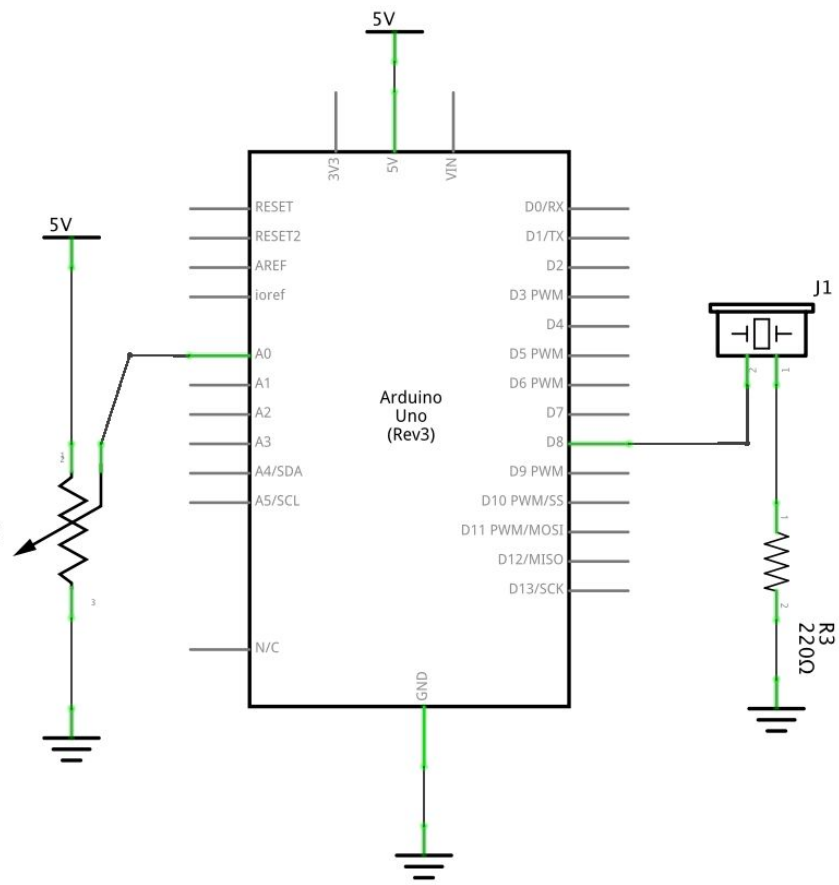 5V
3V3
5V
VIN
RESET
RESET2
AREF
ioref
A0
A1
A2
A3
A4/SDA
A5/SCL
N/C
D0/RX
D1/TX
D2
D3 PWM
D4
D5 PWM
D6 PWM
D7
D8
D9 PWM
D10 PWM/SS
D11 PWM/MOSI
D12/MISO
D13/SCK
GND
Arduino
Uno
(Rev3)
5V
3
J1
2
1
1
2
R3
220Ω